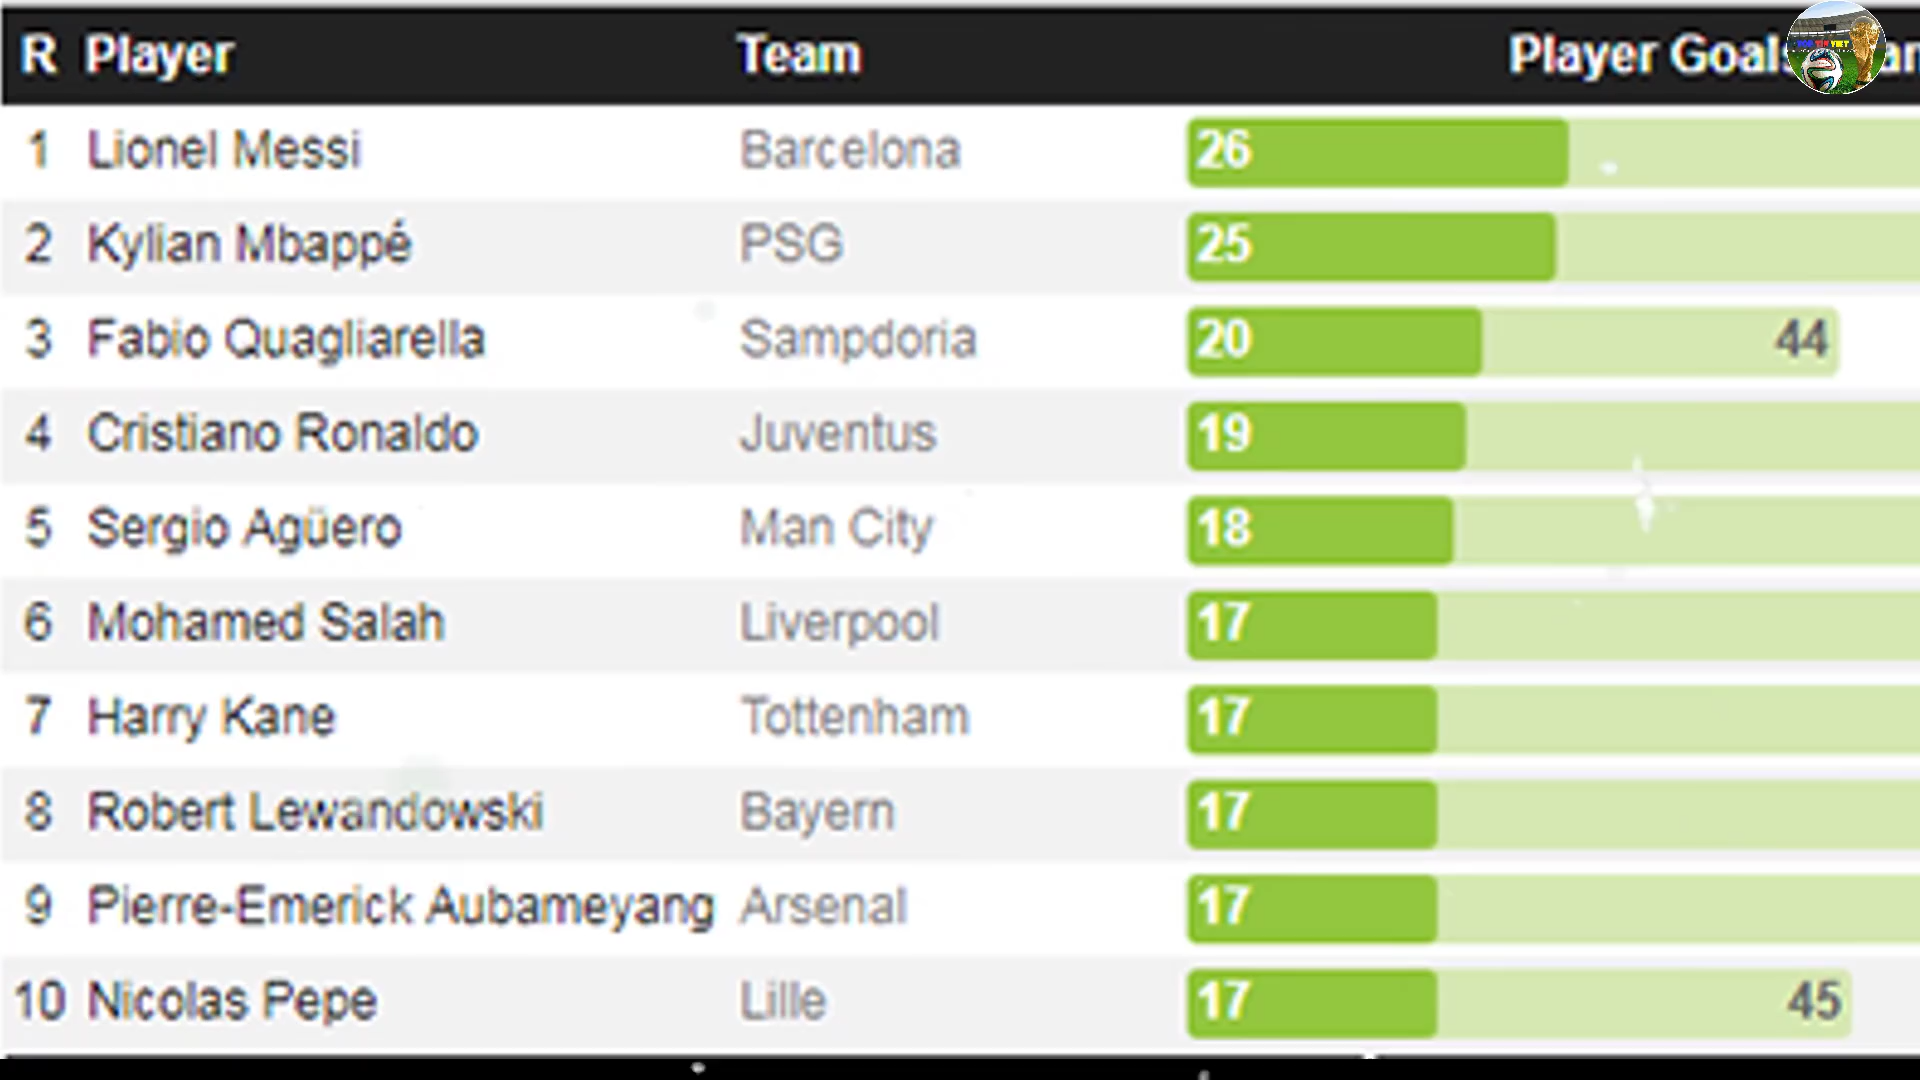 R Player Team Player Goals
1 Lionel Messi Barcelona 26
2 Kylian Mbappé PSG 25
3 Fabio Quagliarella Sampdoria 20 44
4 Cristiano Ronaldo Juventus 19
5 Sergio Agüero Man City 18
6 Mohamed Salah Liverpool 17
7 Harry Kane Tottenham 17
8 Robert Lewandowski Bayern 17
9 Pierre-Emerick Aubameyang Arsenal 17
10 Nicolas Pepe Lille 17 45